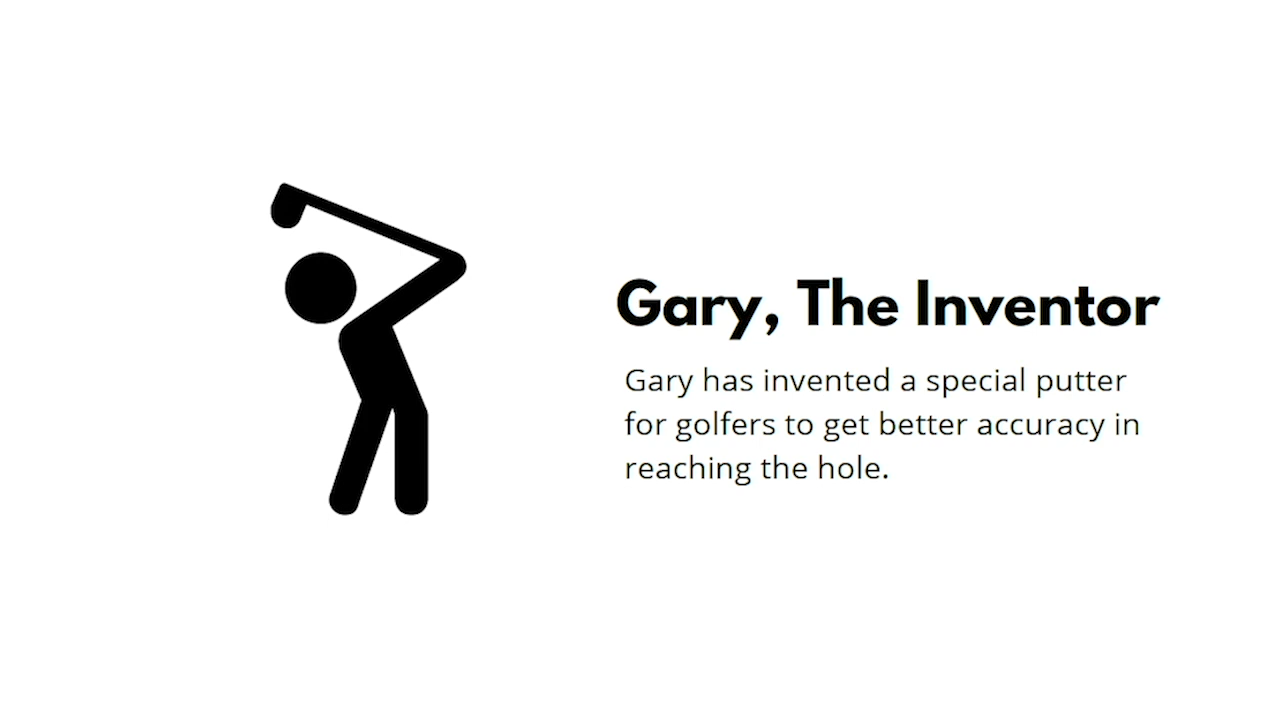 Gary, The Inventor
Gary has invented a special putter
for golfers to get better accuracy in
reaching the hole.